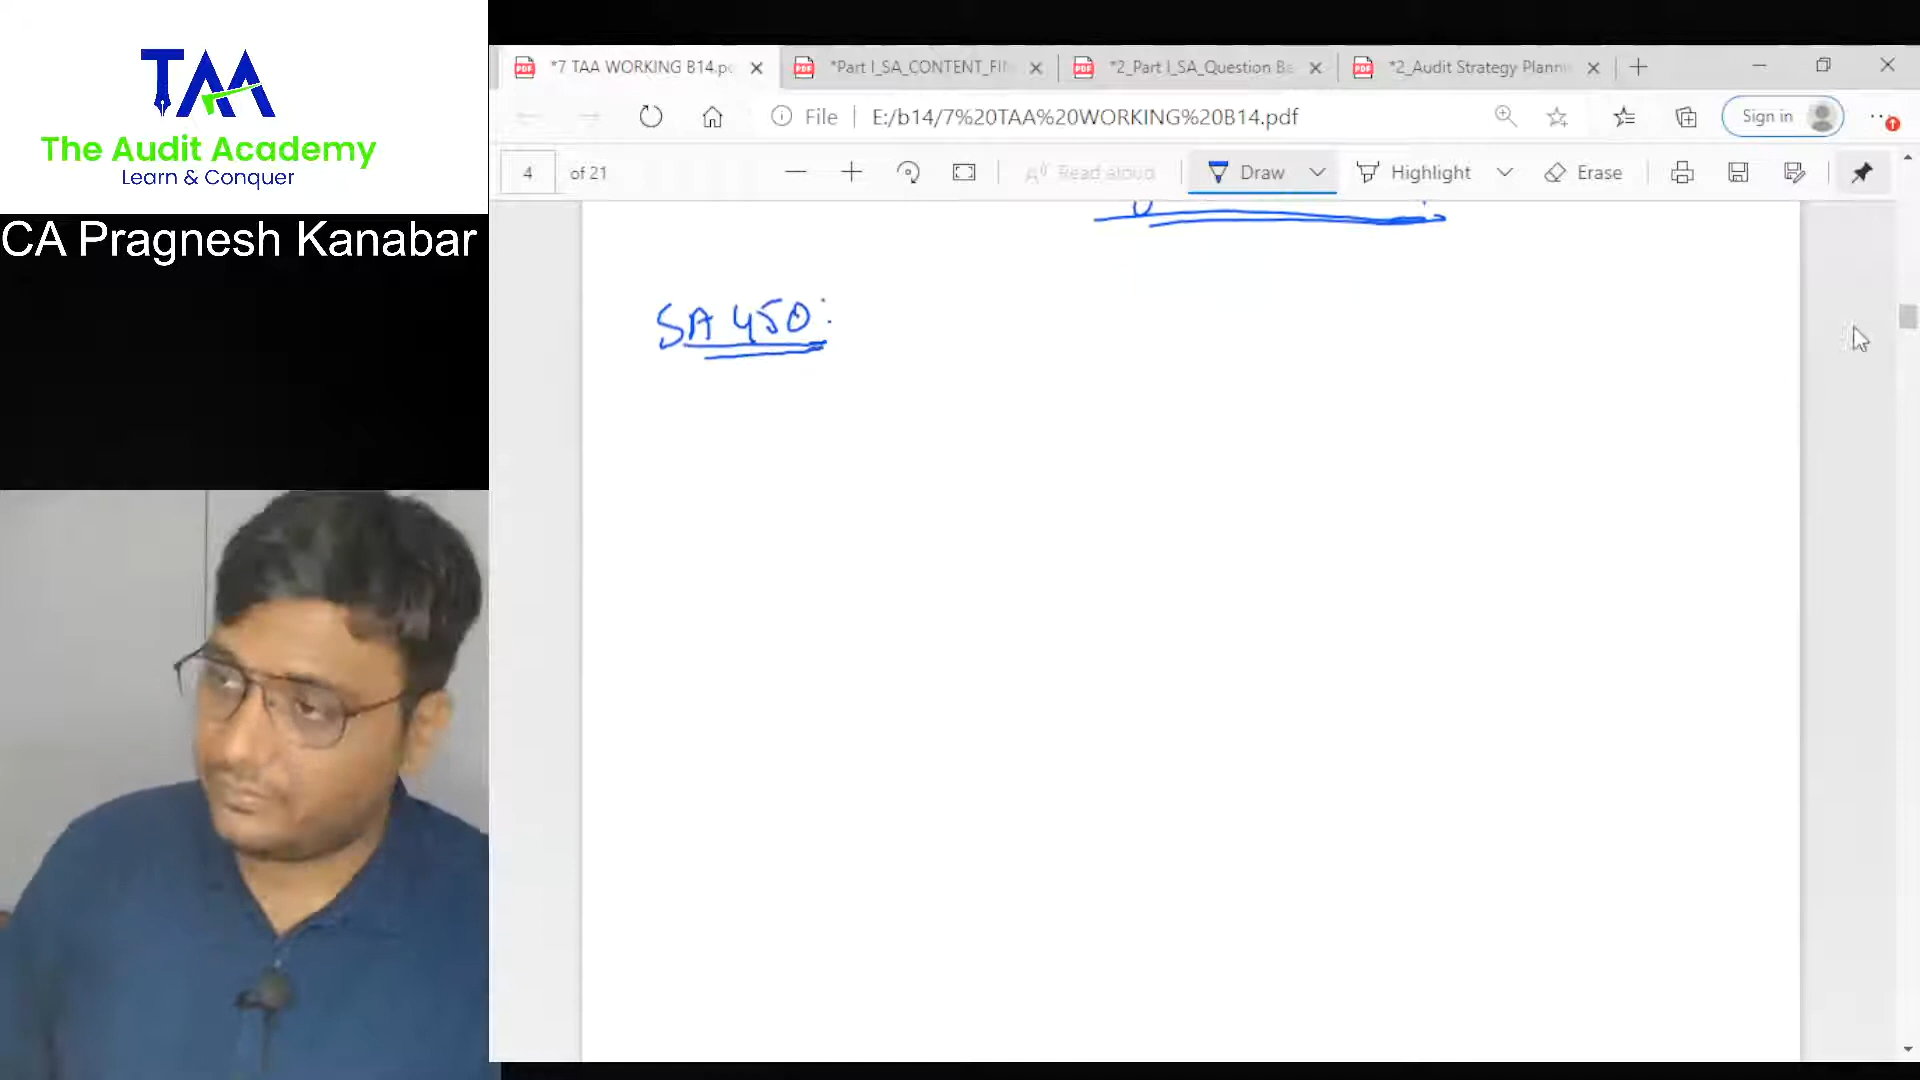 TAA
The Audit Academy
Learn & Conquer
CA Pragnesh Kanabar
*7 TAA WORKING B14.p
*Part I_SA_CONTENT_FI
*2_Part I_SA_Question B
*2_Audit Strategy Plann
File
E:/b14/7%20TAA%20WORKING%20B14.pdf
Sign in
4 of 21
Read aloud
Draw
Highlight
Erase
SA 450: